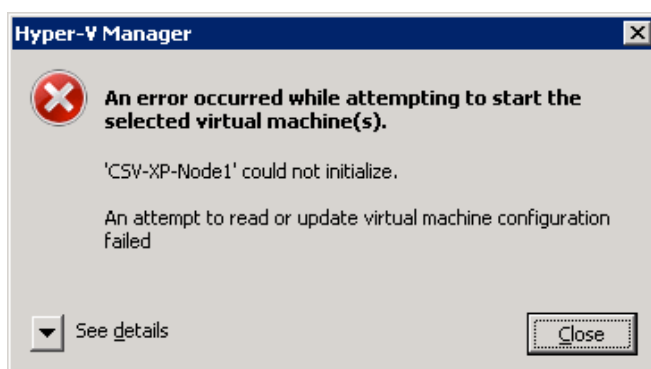 Hyper-V Manager
An error occurred while attempting to start the
selected virtual machine(s).
'CSV-XP-Node1' could not initialize.
An attempt to read or update virtual machine configuration
failed
See details
Close